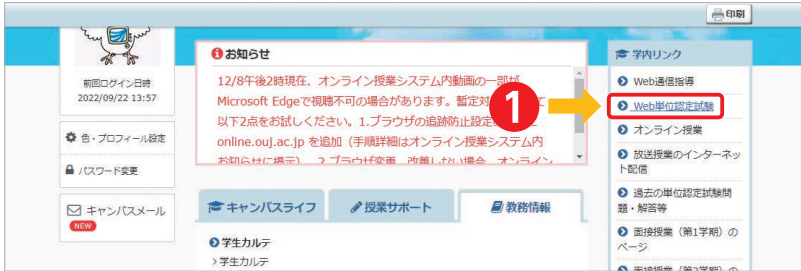 印刷
前回ログイン日時
2022/09/22 13:57
色・プロフィール設定
パスワード変更
キャンパスメール
NEW
お知らせ
12/8午後2時現在、オンライン授業システム内動画の一部が
Microsoft Edgeで視聴不可の場合があります。暫定対
以下2点をお試しください。1.ブラウザの追跡防止設定
online.ouj.ac.jp を追加（手順詳細はオンライン授業システム内
お知らせに掲示） 2.ブラウザ変更 改善しない場合、オンライン
1
キャンパスライフ
授業サポート
教務情報
学生カルテ
›学生カルテ
学内リンク
Web通信指導
Web単位認定試験
オンライン授業
放送授業のインターネッ
ト配信
過去の単位認定試験問
題・解答等
面接授業（第1学期）の
ページ
面接授業（第2学期）の